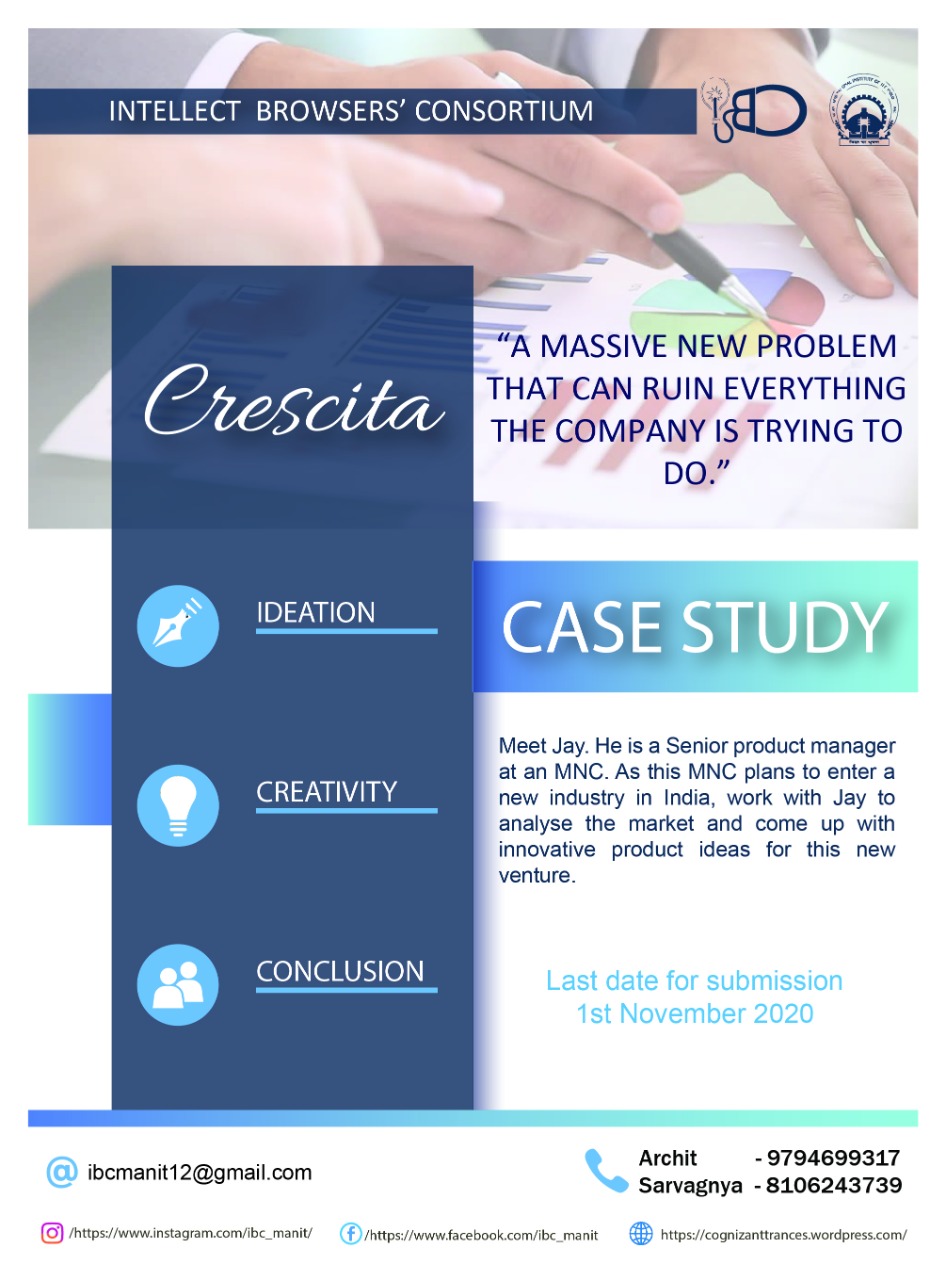 INTELLECT BROWSERS’ CONSORTIUM
Crescita
“A MASSIVE NEW PROBLEM
THAT CAN RUIN EVERYTHING
THE COMPANY IS TRYING TO
DO.”
IDEATION
CREATIVITY
CONCLUSION
CASE STUDY
Meet Jay. He is a Senior product manager
at an MNC. As this MNC plans to enter a
new industry in India, work with Jay to
analyse the market and come up with
innovative product ideas for this new
venture.
Last date for submission
1st November 2020
@ ibcmanit12@gmail.com
Archit - 9794699317
Sarvagnya - 8106243739
/https://www.instagram.com/ibc_manit/
/https://www.facebook.com/ibc_manit
https://cognizanttrances.wordpress.com/